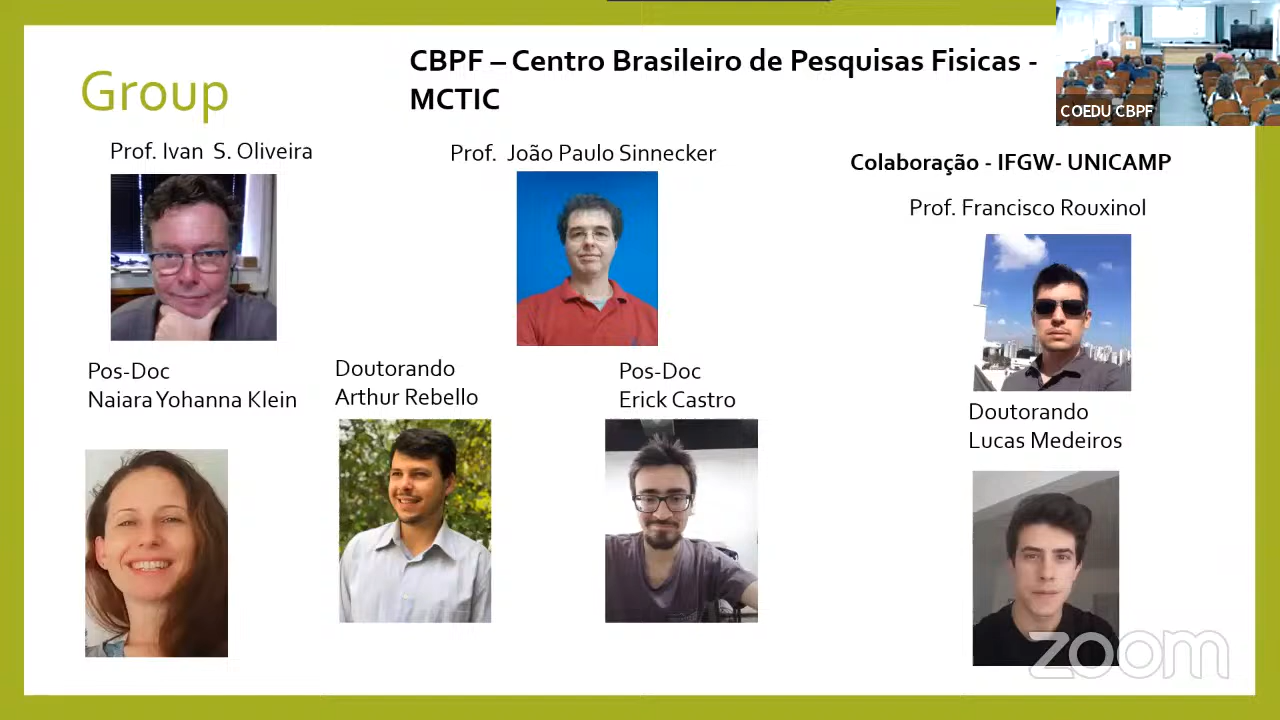 Group
CBPF – Centro Brasileiro de Pesquisas Fisicas -
MCTIC
COEDU CBPF
Prof. Ivan S. Oliveira
Prof. João Paulo Sinnecker
Colaboração - IFGW- UNICAMP
Prof. Francisco Rouxinol
Pos-Doc
Naiara Yohanna Klein
Doutorando
Arthur Rebello
Pos-Doc
Erick Castro
Doutorando
Lucas Medeiros
zoom